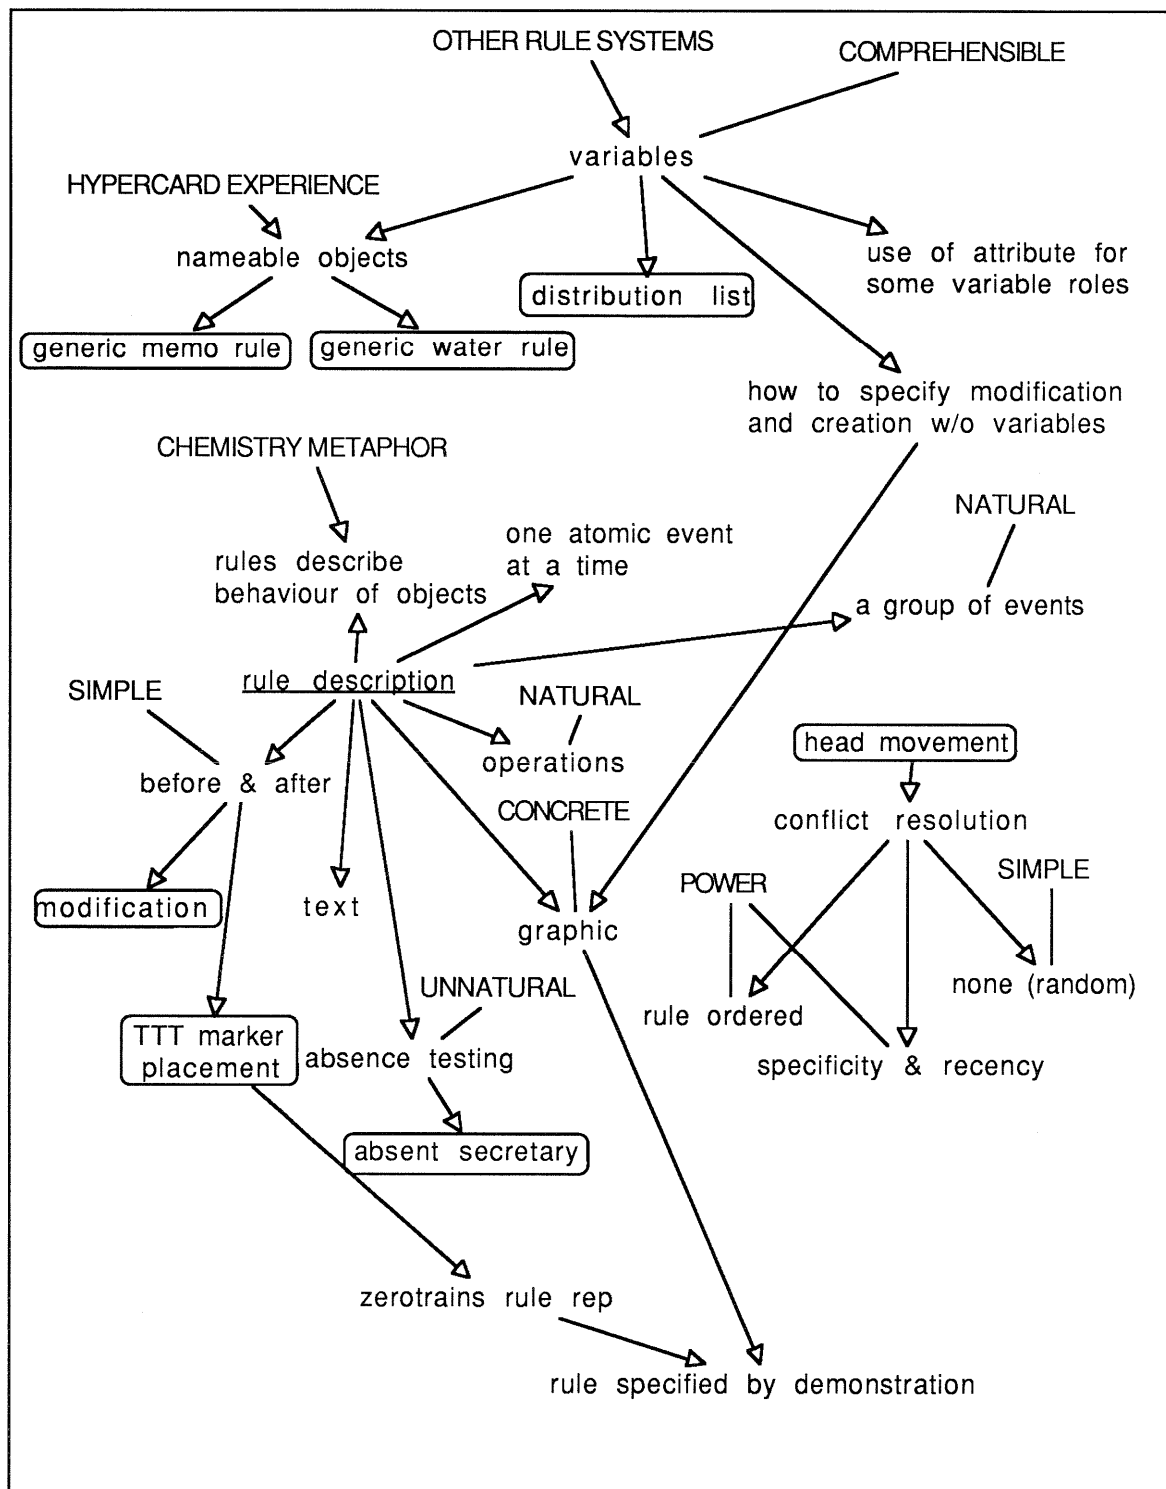 OTHER RULE SYSTEMS
COMPREHENSIBLE
variables
HYPERCARD EXPERIENCE
nameable objects
use of attribute for
some variable roles
distribution list
generic memo rule
generic water rule
how to specify modification
and creation w/o variables
CHEMISTRY METAPHOR
NATURAL
one atomic event
at a time
rules describe
behaviour of objects
a group of events
rule description
SIMPLE
NATURAL
head movement
operations
before & after
CONCRETE
conflict resolution
POWER
SIMPLE
modification
text
graphic
UNNATURAL
none (random)
rule ordered
TTT marker
placement
absence testing
specificity & recency
absent secretary
zerotrains rule rep
rule specified by demonstration